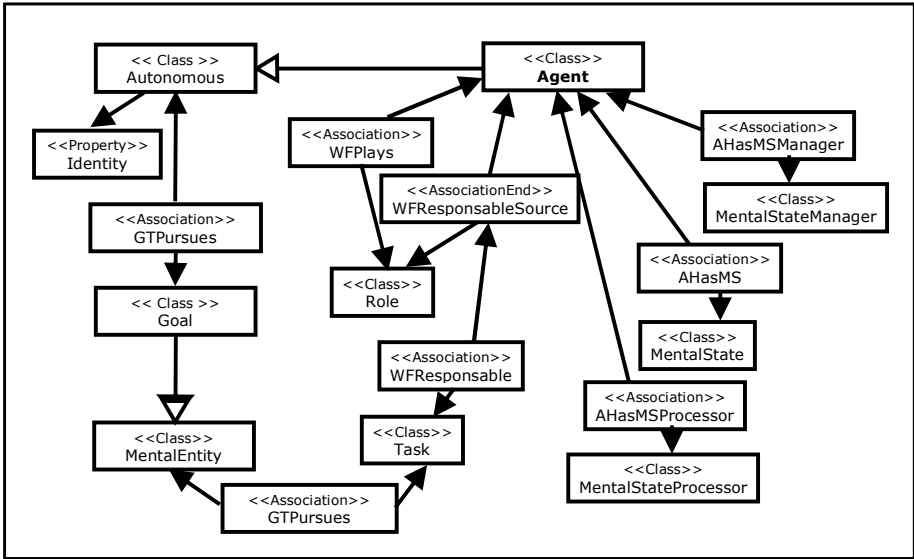 << Class >>
Autonomous
<<Class>>
Agent
<<Property>>
Identity
<<Association>>
WFPlays
<<Association>>
AHasMSManager
<<AssociationEnd>>
WFResponsableSource
<<Class>>
MentalStateManager
<<Association>>
GTPursues
<<Association>>
AHasMS
<< Class >>
Goal
<<Class>>
Role
<<Class>>
MentalState
<<Association>>
WFResponsable
<<Association>>
AHasMSProcessor
<<Class>>
MentalEntity
<<Class>>
Task
<<Class>>
MentalStateProcessor
<<Association>>
GTPursues